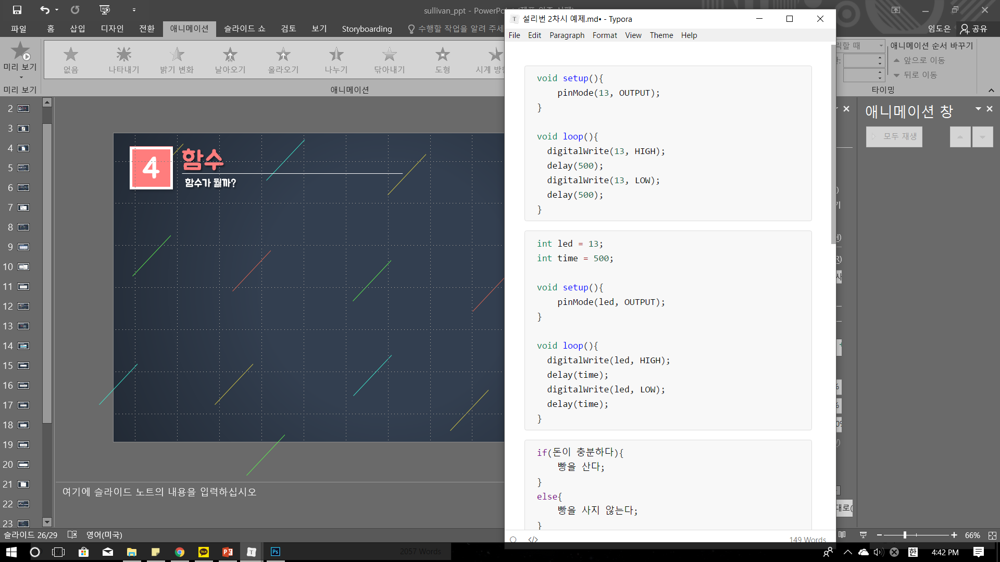 sullivan_ppt - PowerPo
파일
홈
삽입
디자인
전환
애니메이션
슬라이드 쇼
검토
보기
Storyboarding
수행할 작업을 알려 주세
임도은
공유
미리 보기
없음
나타내기
밝기 변화
날아오기
올라오기
나누기
닦아내기
도형
시계 방향
릭할 때
애니메이션 순서 바꾸기
앞으로 이동
뒤로 이동
미리 보기
애니메이션
타이밍
2
3
4
5
6
7
8
9
10
11
12
13
14
15
16
17
18
19
20
21
22
23
4
함수
함수가 뭘까?
여기에 슬라이드 노트의 내용을 입력하십시오
애니메이션 창
모두 재생
설리번 2차시 예제.md• - Typora
File Edit Paragraph Format View Theme Help
void setup(){
pinMode(13, OUTPUT);
}
void loop(){
digitalWrite(13, HIGH);
delay(500);
digitalWrite(13, LOW);
delay(500);
}
int led = 13;
int time = 500;
void setup(){
pinMode(led, OUTPUT);
}
void loop(){
digitalWrite(led, HIGH);
delay(time);
digitalWrite(led, LOW);
delay(time);
}
if(돈이 충분하다){
빵을 산다;
}
else{
빵을 사지 않는다;
}
149 Words
대로(
슬라이드 26/29
영어(미국)
66%
2057 Words
한
4:42 PM